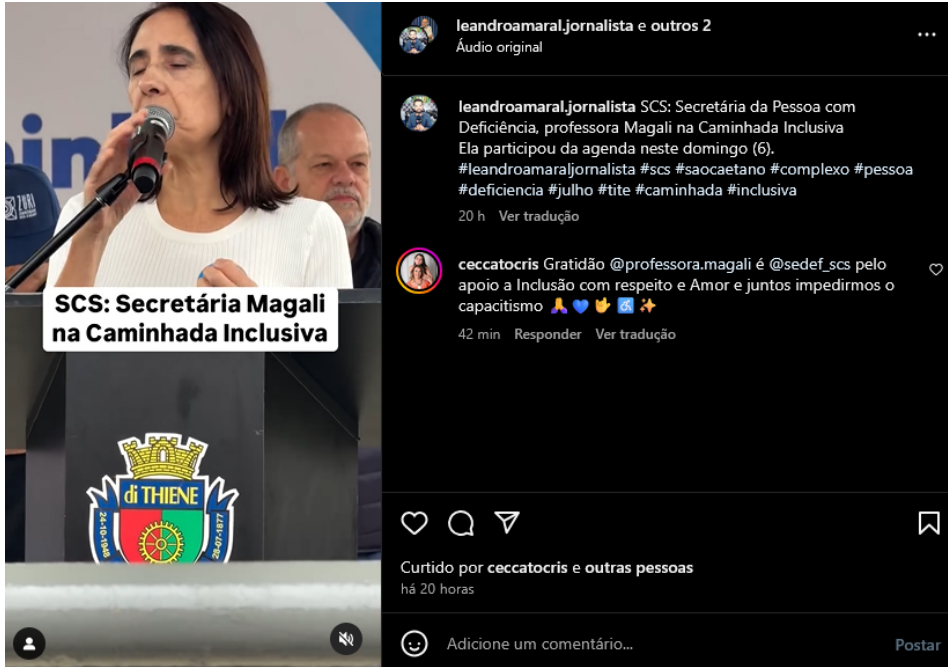 ZURI
SCS: Secretária Magali
na Caminhada Inclusiva
di THIENE
24-10-1948
28-07-1877
leandroamaral.jornalista e outros 2
Áudio original
leandroamaral.jornalista SCS: Secretária da Pessoa com
Deficiência, professora Magali na Caminhada Inclusiva
Ela participou da agenda neste domingo (6).
#leandroamaraljornalista #scs #saocaetano #complexo #pessoa
#deficiencia #julho #tite #caminhada #inclusiva
20 h Ver tradução
ceccatocris Gratidão @professora.magali é @sedef_scs pelo
apoio a Inclusão com respeito e Amor e juntos impedirmos o
capacitismo 🙏💙🤟♿✨
42 min Responder Ver tradução
Curtido por ceccatocris e outras pessoas
há 20 horas
Adicione um comentário...
Postar